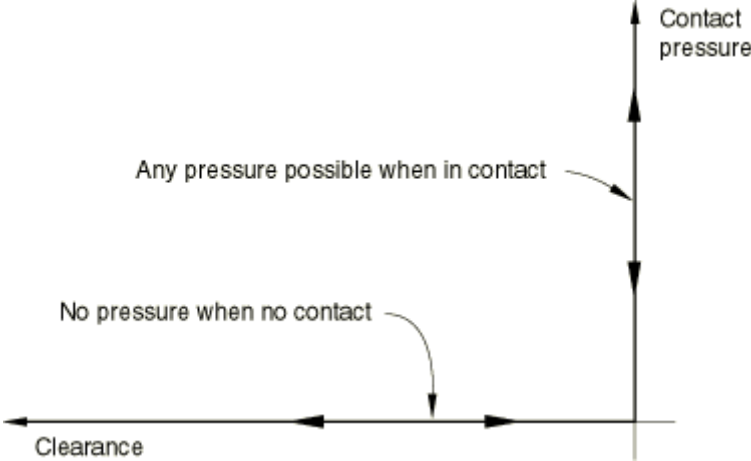 Contact
pressure
Any pressure possible when in contact
No pressure when no contact
Clearance